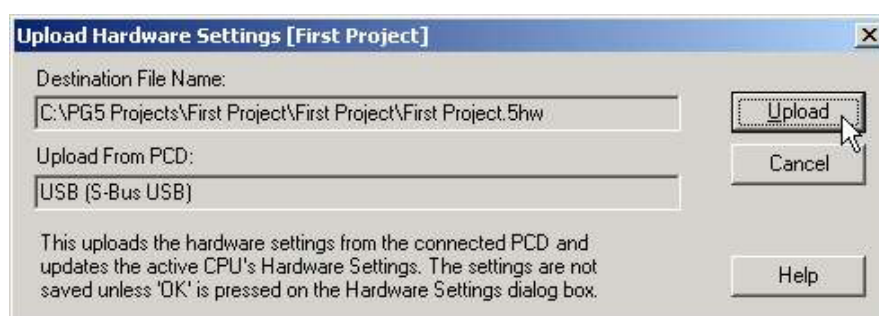 Upload Hardware Settings [First Project]
Destination File Name:
C:\PG5 Projects\First Project\First Project\First Project.5hw
Upload
Upload From PCD:
Cancel
USB (S-Bus USB)
This uploads the hardware settings from the connected PCD and
updates the active CPU's Hardware Settings. The settings are not
saved unless 'OK' is pressed on the Hardware Settings dialog box.
Help